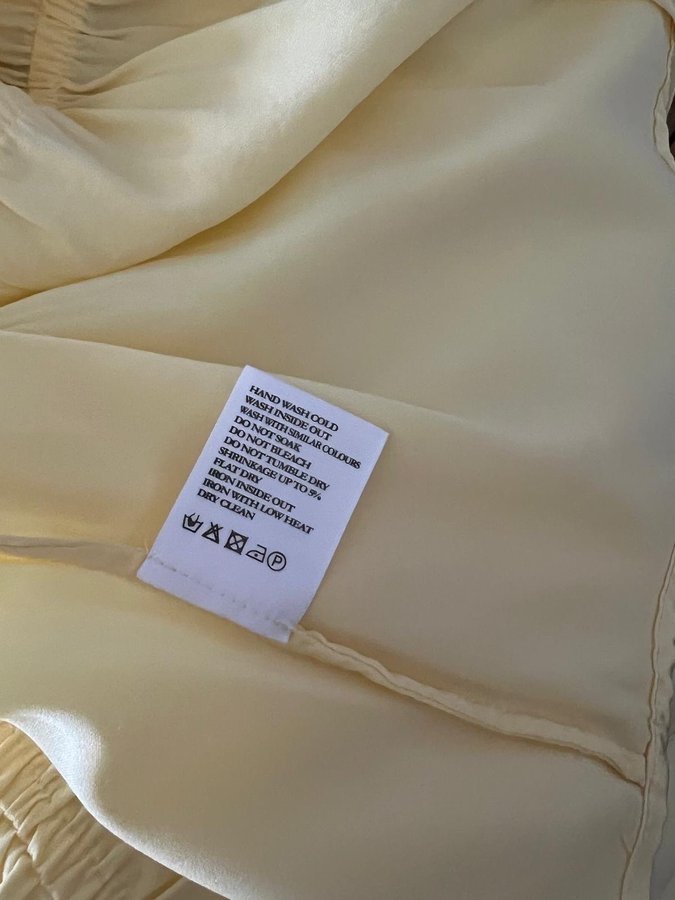 HAND WASH COLD
WASH INSIDE OUT
WASH WITH SIMILAR COLOURS
DO NOT SOAK
DO NOT BLEACH
DO NOT TUMBLE DRY
SHRINKAGE UP TO 5%
FLAT DRY
IRON INSIDE OUT
IRON WITH LOW HEAT
DRY CLEAN
P